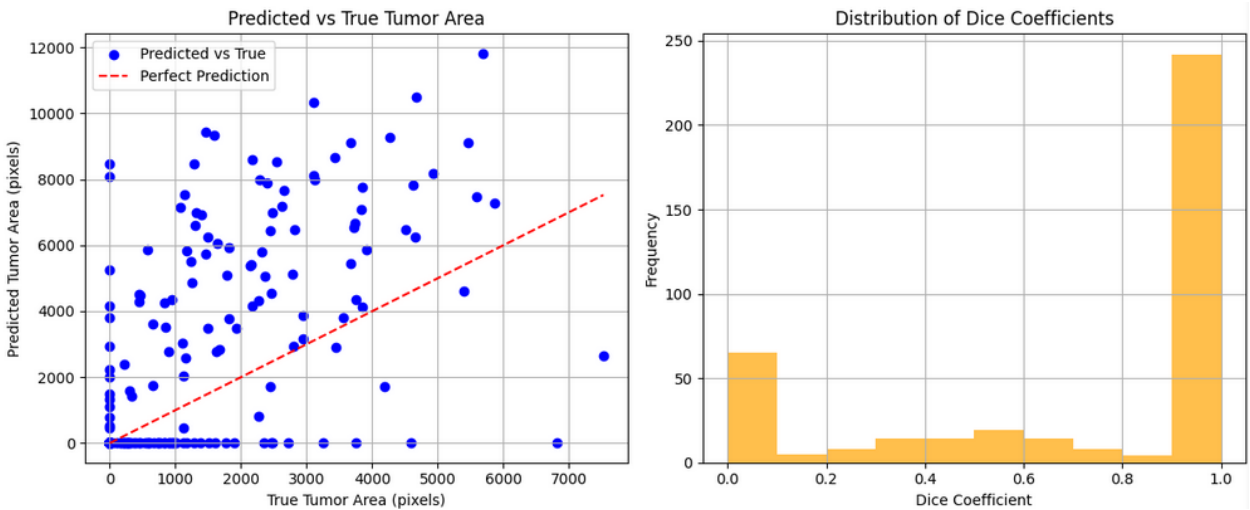 Predicted vs True Tumor Area
Predicted vs True
Perfect Prediction
Predicted Tumor Area (pixels)
12000
10000
8000
6000
4000
2000
0
0 1000 2000 3000 4000 5000 6000 7000
True Tumor Area (pixels)
Distribution of Dice Coefficients
Frequency
250
200
150
100
50
0
0.0 0.2 0.4 0.6 0.8 1.0
Dice Coefficient